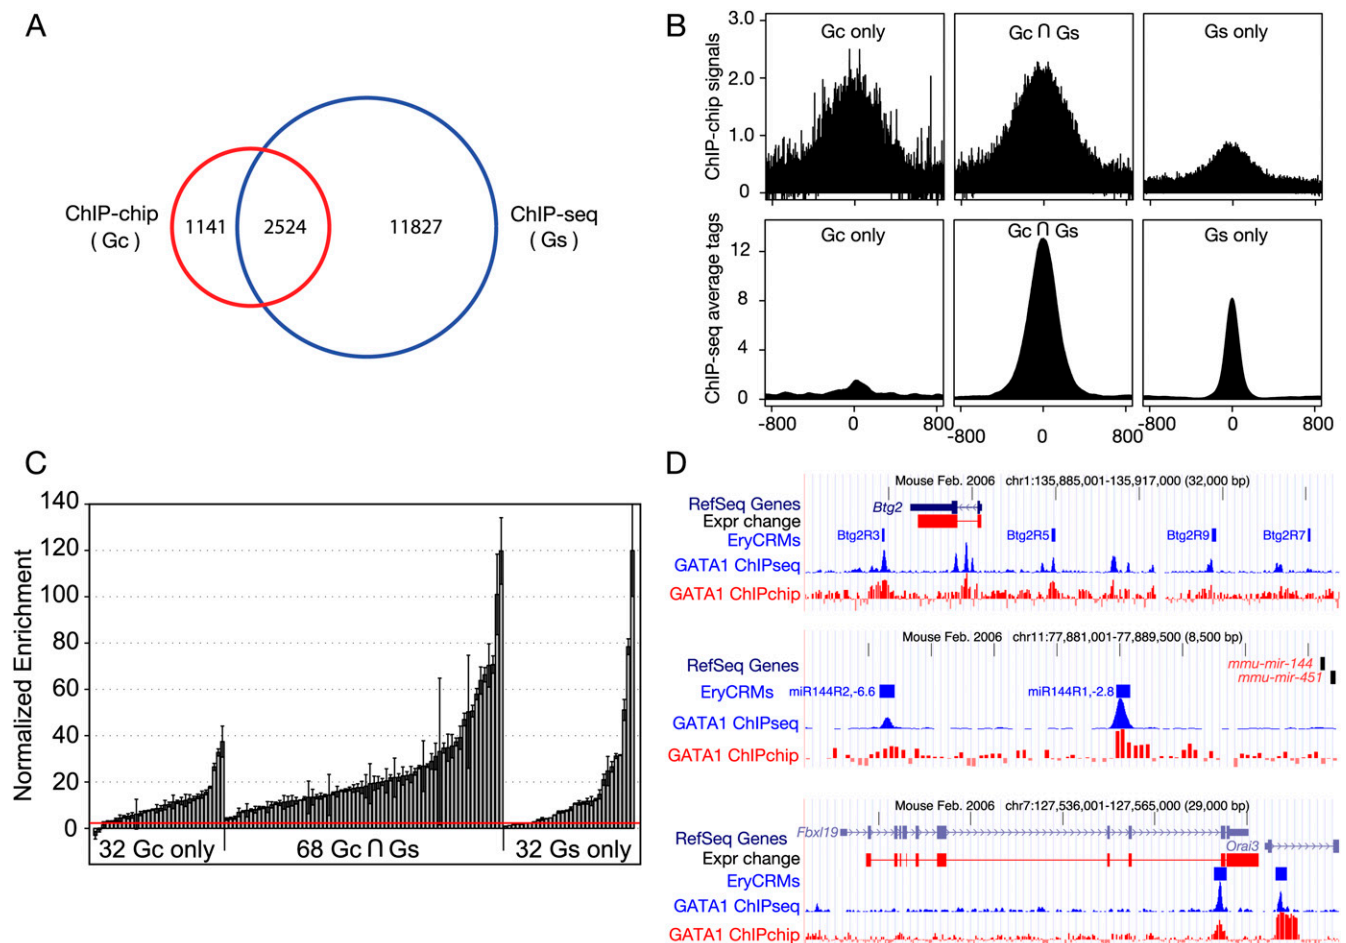 A
ChIP-chip
( Gc )
1141
2524
11827
ChIP-seq
( Gs )
B
ChIP-chip signals
3.0
2.0
1.0
0
Gc only
Gc ∩ Gs
Gs only
ChIP-seq average tags
12
8
4
0
Gc only
Gc ∩ Gs
Gs only
-800
0
800
-800
0
800
-800
0
800
C
Normalized Enrichment
140
120
100
80
60
40
20
0
32 Gc only
68 Gc ∩ Gs
32 Gs only
D
Mouse Feb. 2006 chr1:135,885,001-135,917,000 (32,000 bp)
RefSeq Genes
Btg2
Expr change
EryCRMs
Btg2R3
Btg2R5
Btg2R9
Btg2R7
GATA1 ChIPseq
GATA1 ChIPchip
Mouse Feb. 2006 chr11:77,881,001-77,889,500 (8,500 bp)
RefSeq Genes
mmu-mir-144
mmu-mir-451
EryCRMs
miR144R2,-6.6
miR144R1,-2.8
GATA1 ChIPseq
GATA1 ChIPchip
Mouse Feb. 2006 chr7:127,536,001-127,565,000 (29,000 bp)
Fbxl19
RefSeq Genes
Orai3
Expr change
EryCRMs
GATA1 ChIPseq
GATA1 ChIPchip